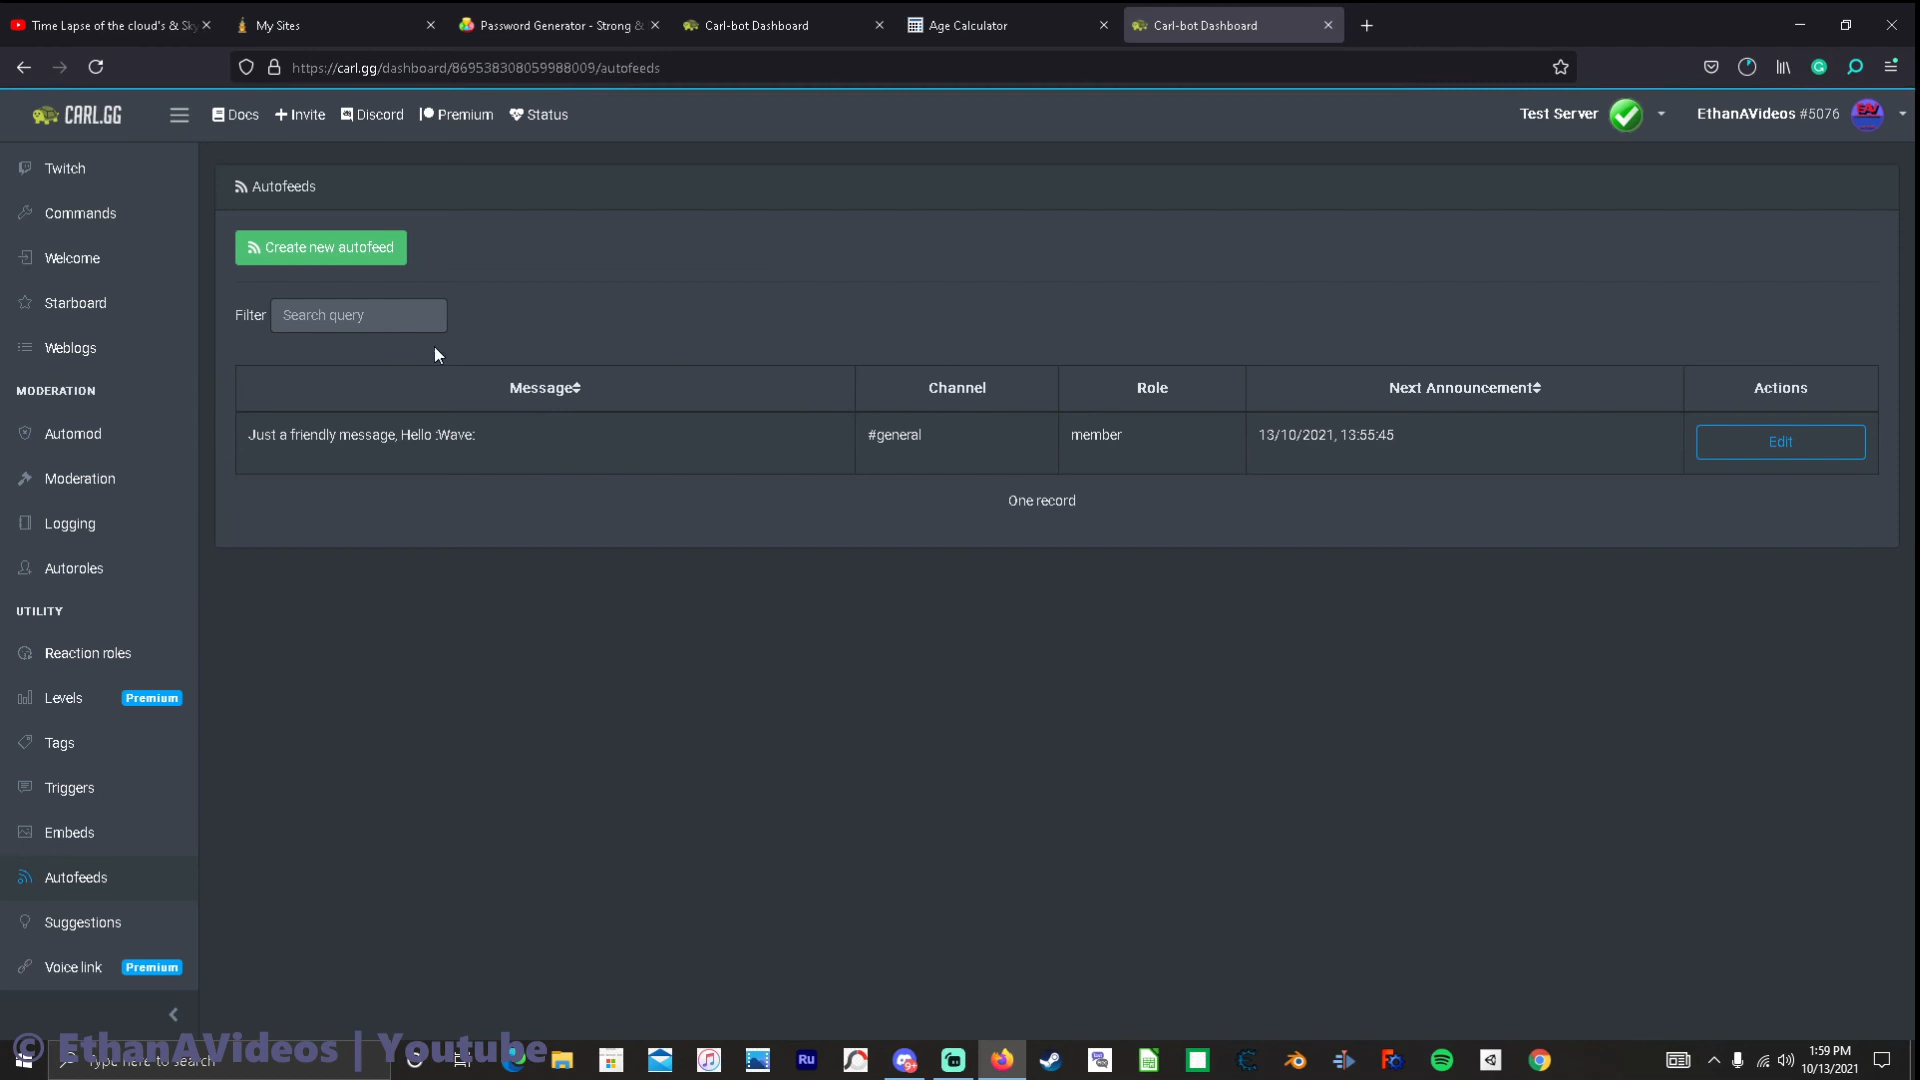 Time Lapse of the cloud's & Sky
My Sites
Password Generator - Strong &
Carl-bot Dashboard
Age Calculator
Carl-bot Dashboard
https://carl.gg/dashboard/869538308059988009/autofeeds
CARL.GG
Docs
Invite
Discord
Premium
Status
Test Server
EthanAVideos #5076
Twitch
Commands
Welcome
Starboard
Weblogs
MODERATION
Automod
Moderation
Logging
Autoroles
UTILITY
Reaction roles
Levels Premium
Tags
Triggers
Embeds
Autofeeds
Suggestions
Voice link Premium
Autofeeds
Create new autofeed
Filter Search query
Message Channel Role Next Announcement Actions
Just a friendly message, Hello :Wave: #general member 13/10/2021, 13:55:45 Edit
One record
© EthanAVideos | Youtube
Type here to search
Ru
9+
1:59 PM
10/13/2021